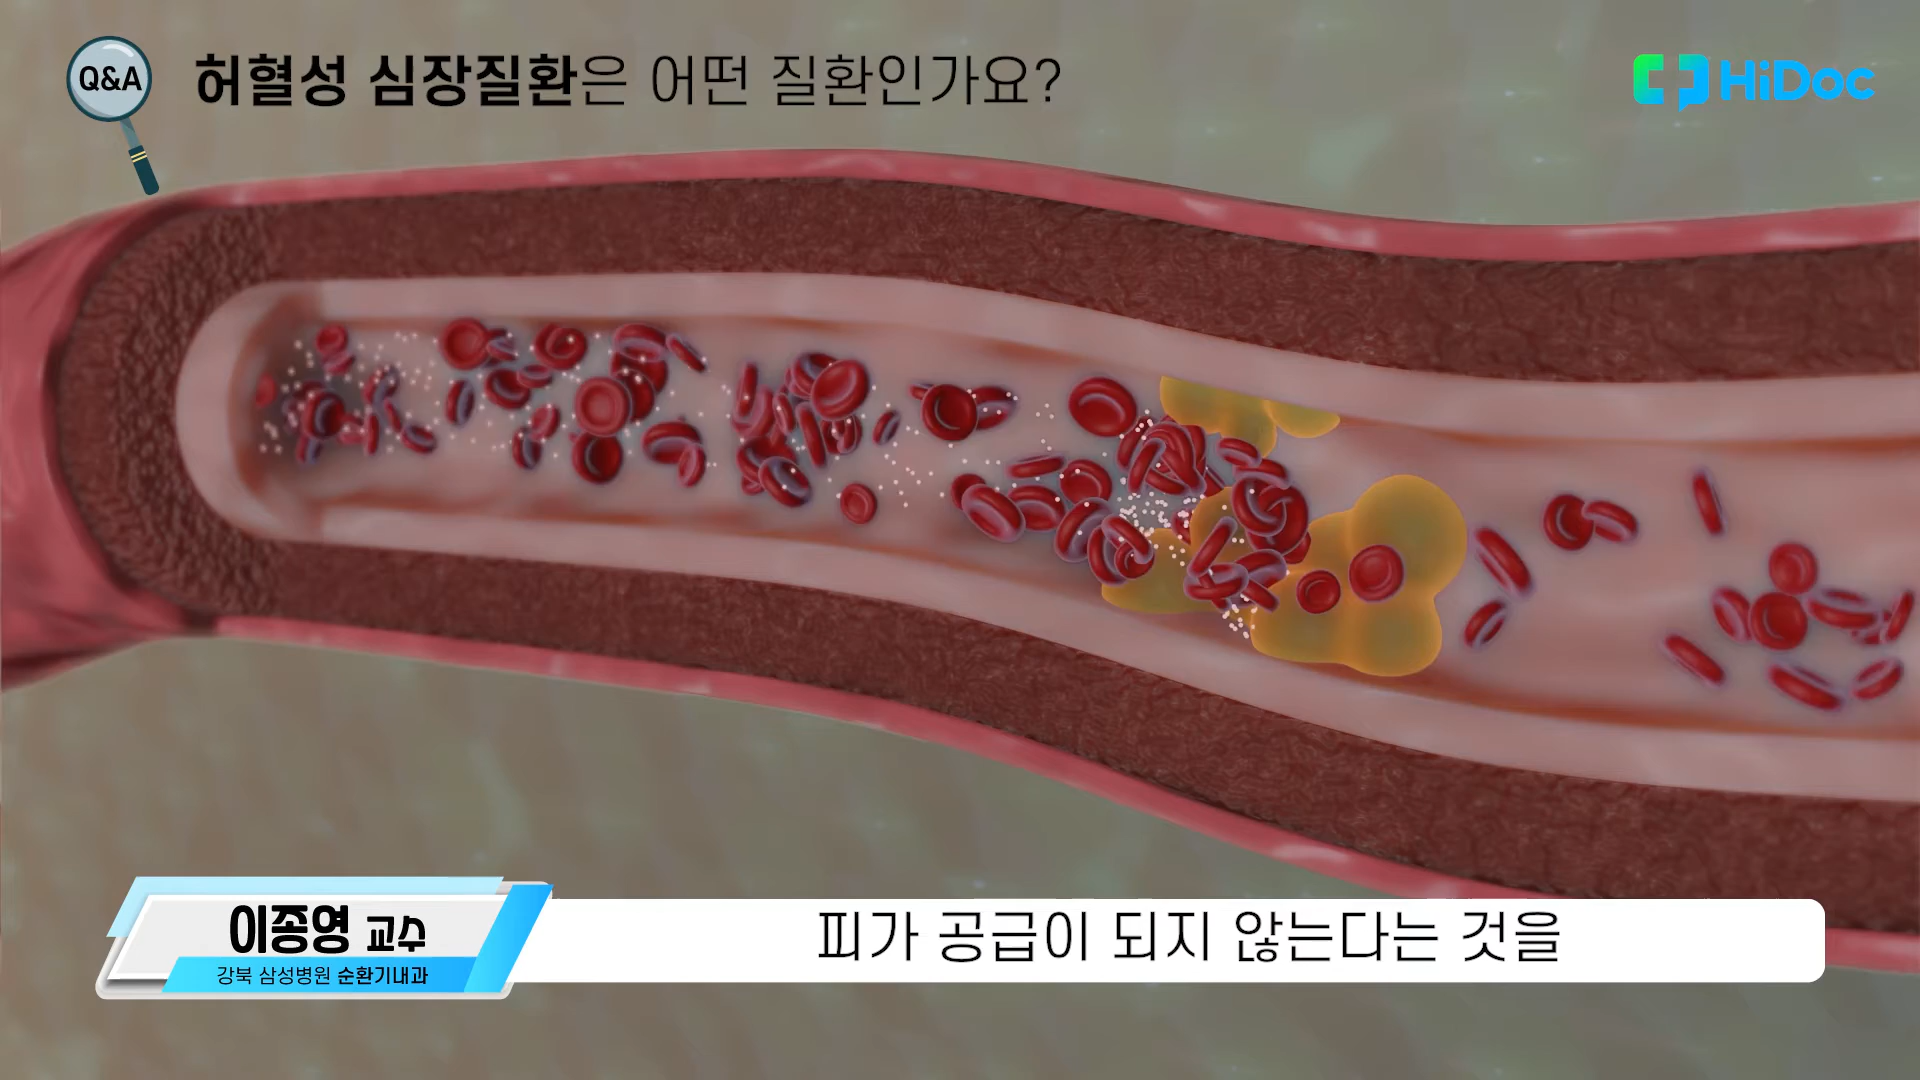 Q&A
허혈성 심장질환은 어떤 질환인가요?
HiDoc
이종영 교수
강북 삼성병원 순환기내과
피가 공급이 되지 않는다는 것을